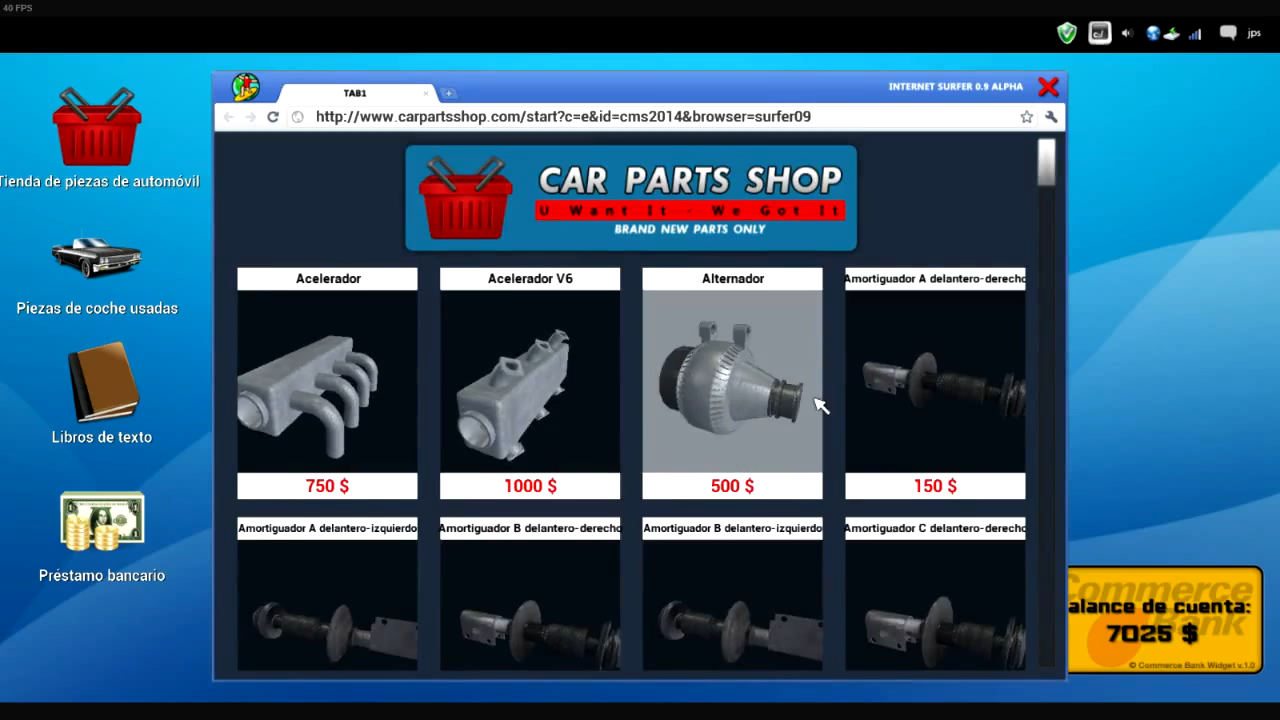 40 FPS
jps
TAB1
INTERNET SURFER 0.9 ALPHA
http://www.carpartsshop.com/start?c=e&id=cms2014&browser=surfer09
CAR PARTS SHOP
U Want It - We Got It
BRAND NEW PARTS ONLY
Tienda de piezas de automóvil
Piezas de coche usadas
Libros de texto
Préstamo bancario
Acelerador
Acelerador V6
Alternador
Amortiguador A delantero-derecho
750 $
1000 $
500 $
150 $
Amortiguador A delantero-izquierdo
Amortiguador B delantero-derecho
Amortiguador B delantero-izquierdo
Amortiguador C delantero-derecho
Commerce
Bank
alance de cuenta:
7025 $
© Commerce Bank Widget v.1.0